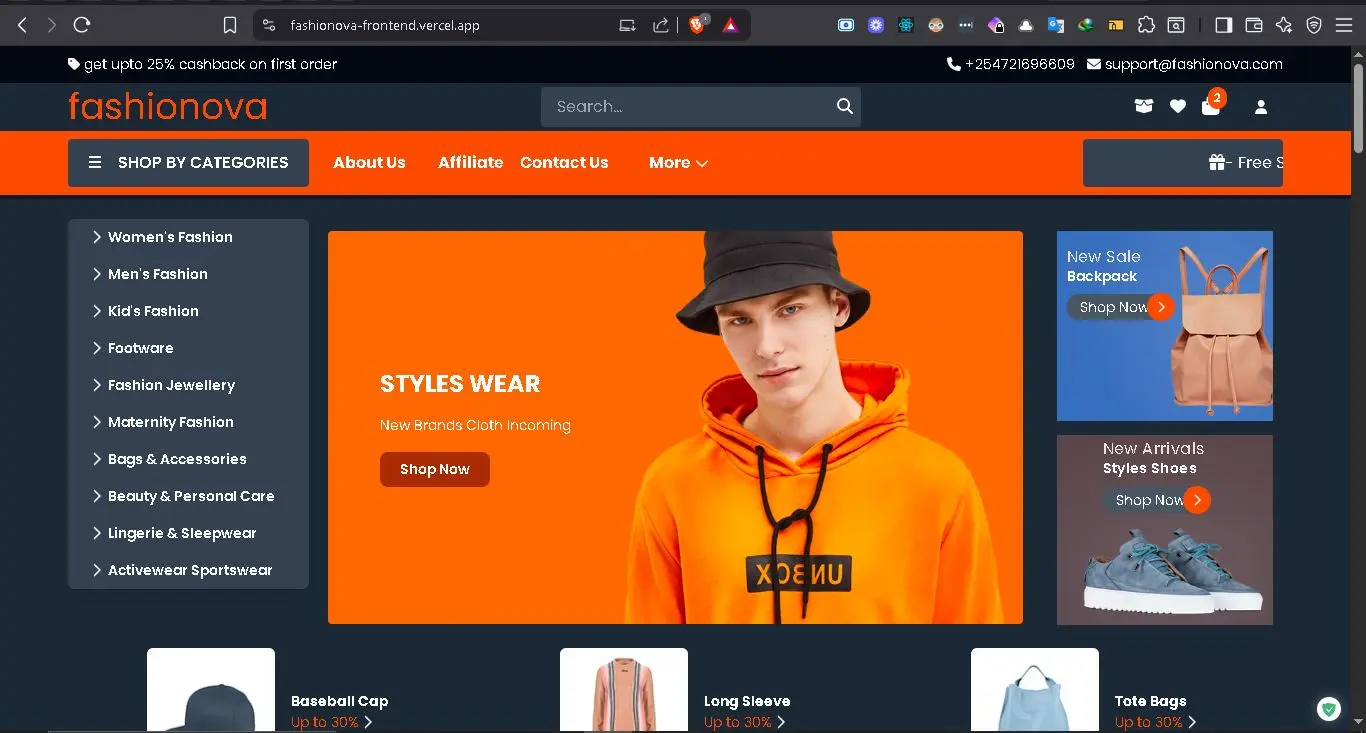 fashionova-frontend.vercel.app
1
get upto 25% cashback on first order
+254721696609 support@fashionova.com
fashionova
Search...
2
SHOP BY CATEGORIES
About Us
Affiliate
Contact Us
More
- Free S
Women's Fashion
Men's Fashion
Kid's Fashion
Footware
Fashion Jewellery
Maternity Fashion
Bags & Accessories
Beauty & Personal Care
Lingerie & Sleepwear
Activewear Sportswear
STYLES WEAR
New Brands Cloth Incoming
Shop Now
UNBOX
New Sale
Backpack
Shop Now
New Arrivals
Styles Shoes
Shop Now
Baseball Cap
Up to 30%
Long Sleeve
Up to 30%
Tote Bags
Up to 30%